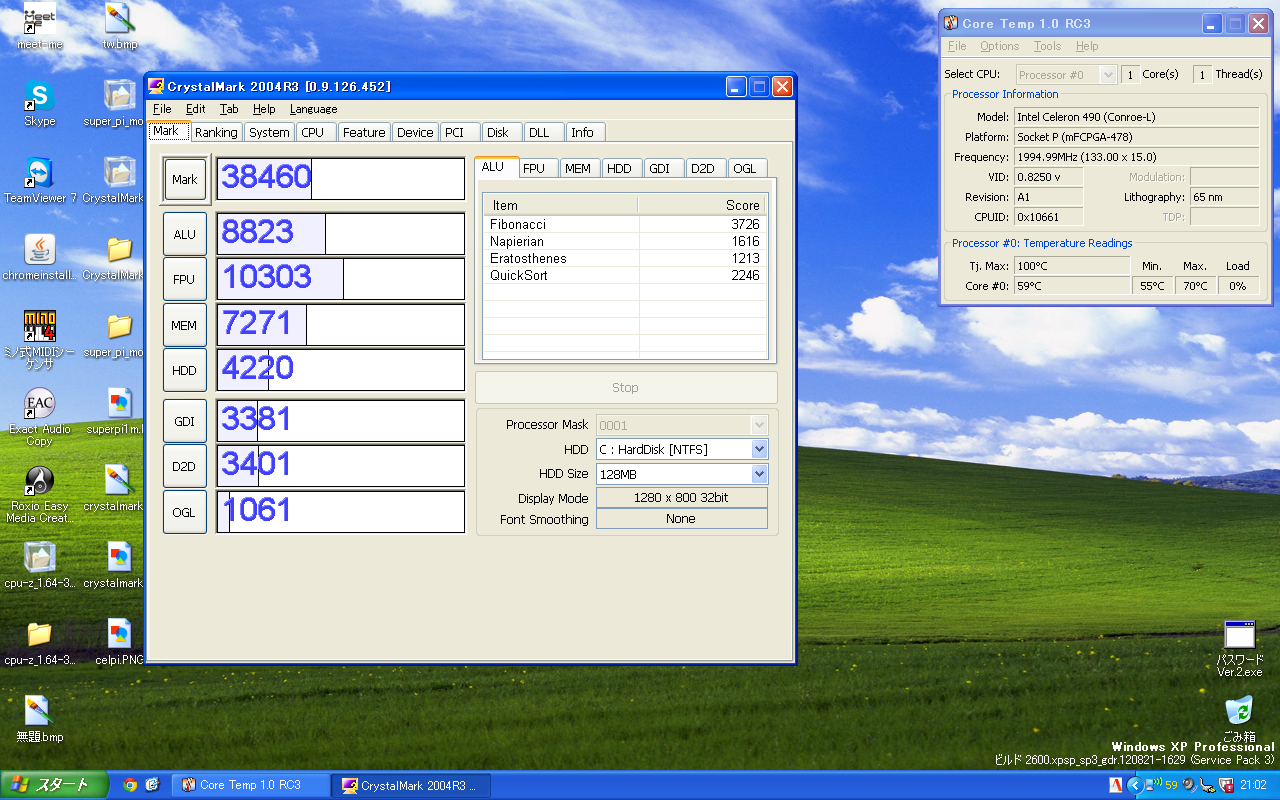 Meet
Me
meet-me
tw.bmp
Skype
super_pi_mo
TeamViewer 7
CrystalMark
chromeinstall...
CrystalMark
ミノ式MIDIシー
ケンサ
super_pi_mo
EAC
Exact Audio
Copy
superpi1m.
Roxio Easy
Media Creat...
crystalmark
cpu-z_1.64-3...
crystalmark
cpu-z_1.64-3...
celpi.PNG
無題.bmp
CrystalMark 2004R3 [0.9.126.452]
File Edit Tab Help Language
Mark Ranking System CPU Feature Device PCI Disk DLL Info
Mark 38460
ALU 8823
FPU 10303
MEM 7271
HDD 4220
GDI 3381
D2D 3401
OGL 1061
ALU FPU MEM HDD GDI D2D OGL
Item Score
Fibonacci 3726
Napierian 1616
Eratosthenes 1213
QuickSort 2246
Stop
Processor Mask 0001
HDD C : HardDisk [NTFS]
HDD Size 128MB
Display Mode 1280 x 800 32bit
Font Smoothing None
Core Temp 1.0 RC3
File Options Tools Help
Select CPU: Processor #0 1 Core(s) 1 Thread(s)
Processor Information
Model: Intel Celeron 490 (Conroe-L)
Platform: Socket P (mFCPGA-478)
Frequency: 1994.99MHz (133.00 x 15.0)
VID: 0.8250 v Modulation:
Revision: A1 Lithography: 65 nm
CPUID: 0x10661 TDP:
Processor #0: Temperature Readings
Tj. Max: 100°C Min. Max. Load
Core #0: 59°C 55°C 70°C 0%
パスワード
Ver.2.exe
ごみ箱
Windows XP Professional
ビルド 2600.xpsp_sp3_gdr.120821-1629 (Service Pack 3)
スタート
Core Temp 1.0 RC3
CrystalMark 2004R3 ...
A
59
21:02